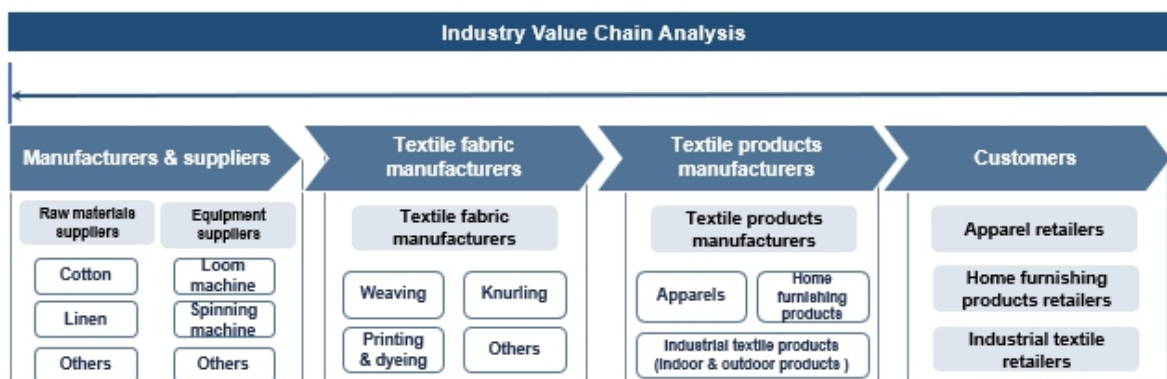 Industry Value Chain Analysis
Manufacturers & suppliers
Textile fabric
manufacturers
Textile products
manufacturers
Customers
Raw materials
suppliers
Equipment
suppliers
Cotton
Loom
machine
Linen
Spinning
machine
Others
Others
Textile fabric
manufacturers
Weaving
Knurling
Printing
& dyeing
Others
Textile products
manufacturers
Apparels
Home
furnishing
products
Industrial textile products
(Indoor & outdoor products )
Apparel retailers
Home furnishing
products retailers
Industrial textile
retailers